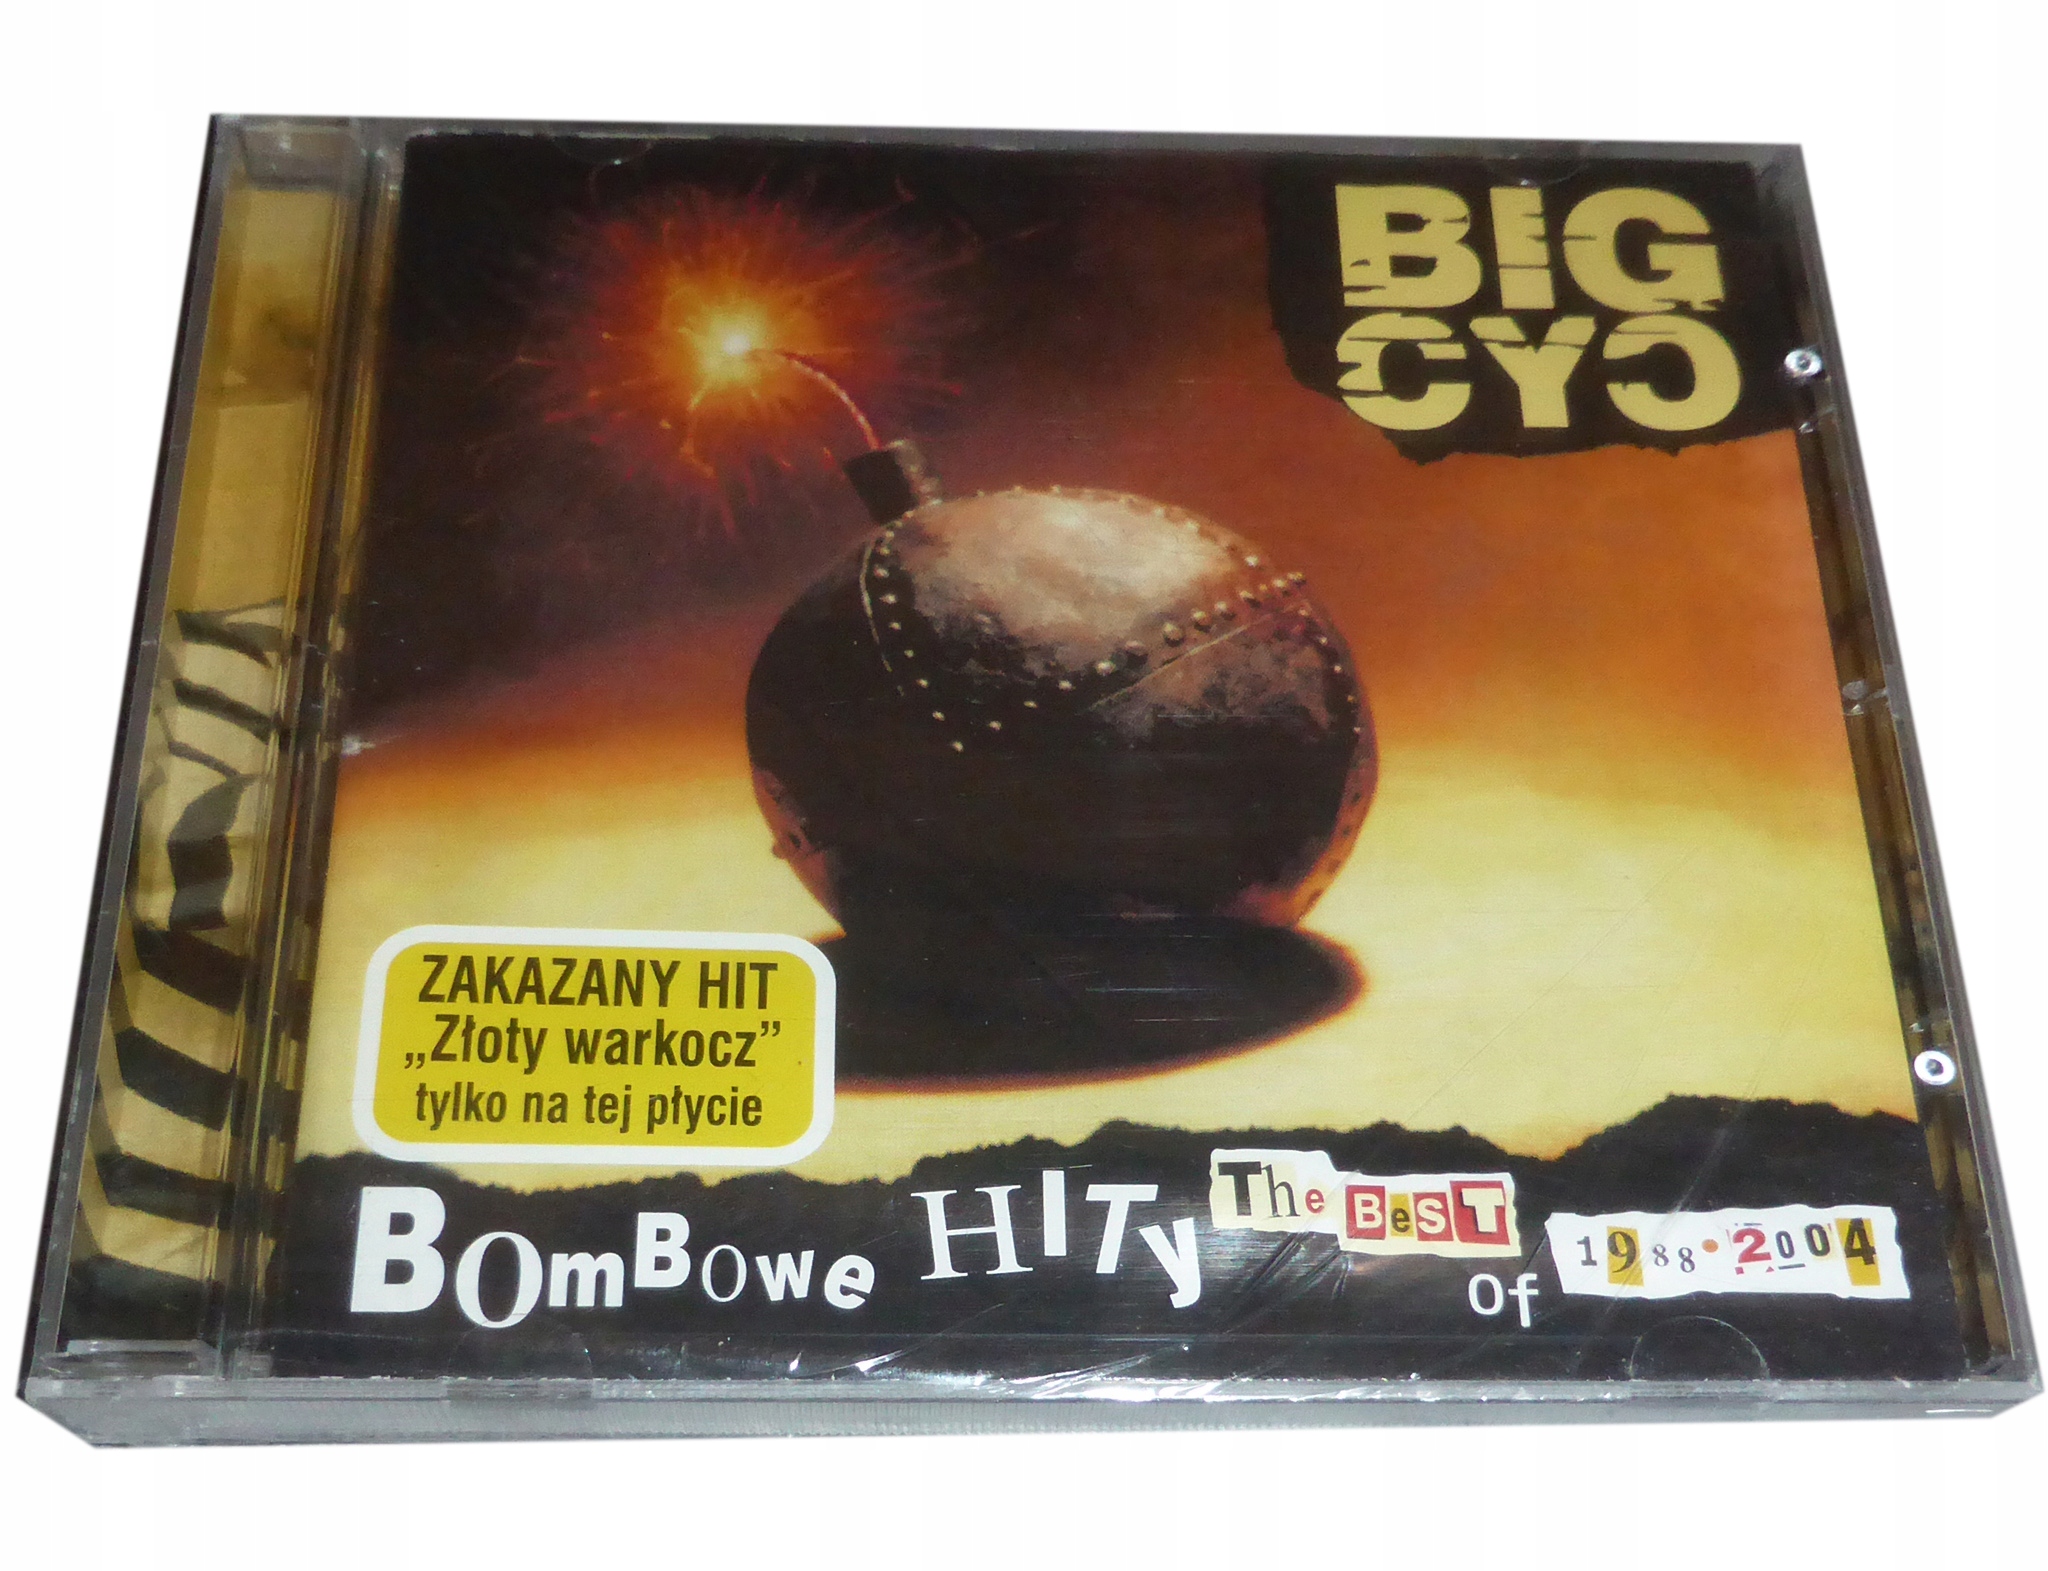 BIG
CYC
ZAKAZANY HIT
„Złoty warkocz”
tylko na tej płycie
BOmBOwe HITy The BeST Of 1988•2004